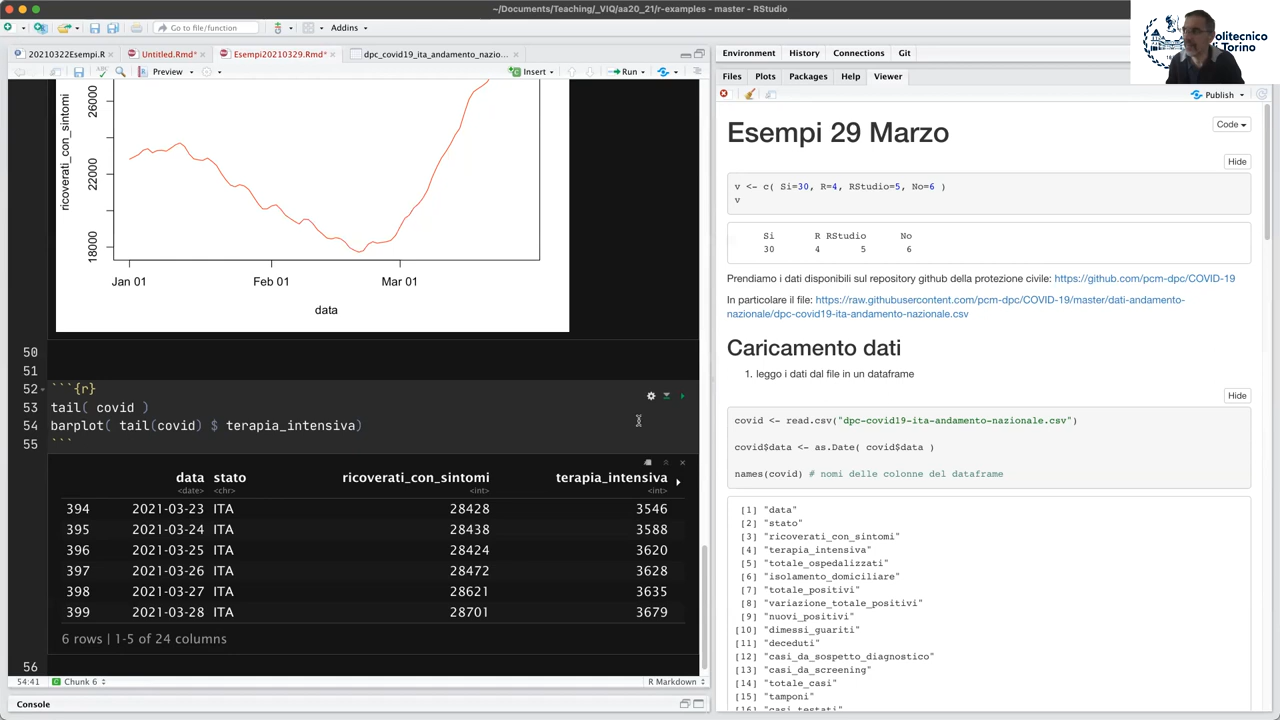 ~/Documents/Teaching/_VIQ/aa20_21/r-examples - master - RStudio
Go to file/function
Addins
20210322Esempi.R
Untitled.Rmd*
Esempi20210329.Rmd*
dpc_covid19_ita_andamento_nazio...
Preview
Insert
Run
ricoverati_con_sintomi
26000
22000
18000
Jan 01
Feb 01
Mar 01
data
50
51
52 ```{r}
53 tail( covid )
54 barplot( tail(covid) $ terapia_intensiva)
55 ```
data stato ricoverati_con_sintomi terapia_intensiva
<date> <chr> <int> <int>
394 2021-03-23 ITA 28428 3546
395 2021-03-24 ITA 28438 3588
396 2021-03-25 ITA 28424 3620
397 2021-03-26 ITA 28472 3628
398 2021-03-27 ITA 28621 3635
399 2021-03-28 ITA 28701 3679
6 rows | 1-5 of 24 columns
56
54:41 Chunk 6 R Markdown
Console
Environment History Connections Git
Files Plots Packages Help Viewer
Publish
Politecnico
di Torino
Esempi 29 Marzo
Code
Hide
v <- c( Si=30, R=4, RStudio=5, No=6 )
v
Si R RStudio No
30 4 5 6
Prendiamo i dati disponibili sul repository github della protezione civile: https://github.com/pcm-dpc/COVID-19
In particolare il file: https://raw.githubusercontent.com/pcm-dpc/COVID-19/master/dati-andamento-
nazionale/dpc-covid19-ita-andamento-nazionale.csv
Caricamento dati
1. leggo i dati dal file in un dataframe
Hide
covid <- read.csv("dpc-covid19-ita-andamento-nazionale.csv")
covid$data <- as.Date( covid$data )
names(covid) # nomi delle colonne del dataframe
[1] "data"
[2] "stato"
[3] "ricoverati_con_sintomi"
[4] "terapia_intensiva"
[5] "totale_ospedalizzati"
[6] "isolamento_domiciliare"
[7] "totale_positivi"
[8] "variazione_totale_positivi"
[9] "nuovi_positivi"
[10] "dimessi_guariti"
[11] "deceduti"
[12] "casi_da_sospetto_diagnostico"
[13] "casi_da_screening"
[14] "totale_casi"
[15] "tamponi"
[16] "casi_testati"